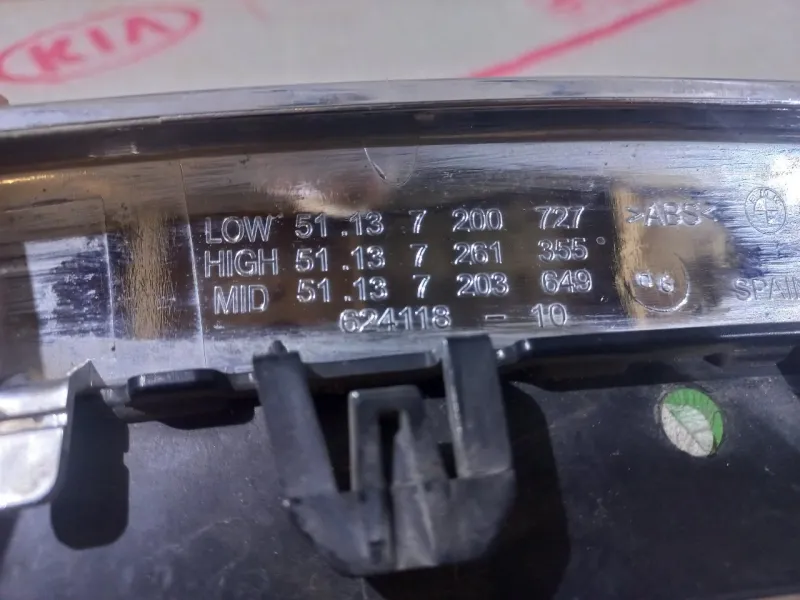 KIA
LOW 51.13 7 200 727 >ABS<
HIGH 51.13 7 261 355
MID 51.13 7 203 649 SPAIN
624118 - 10